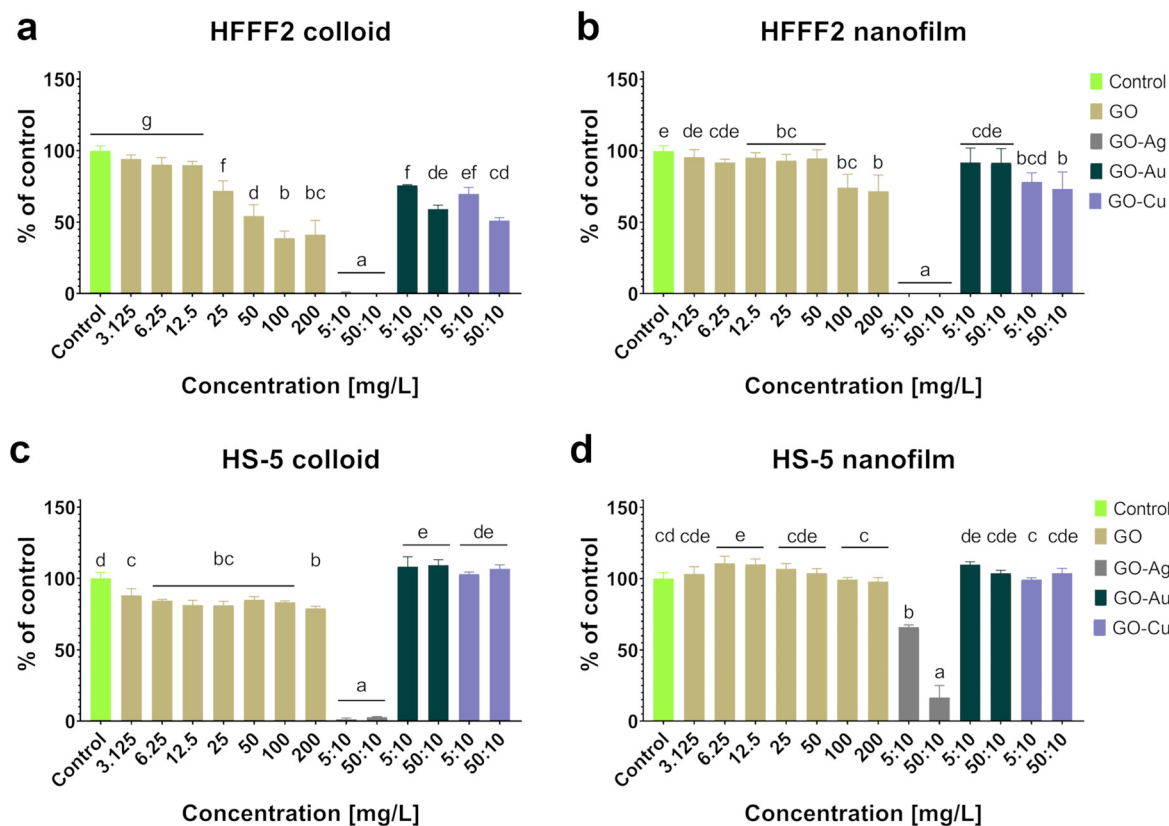 a
HFFF2 colloid
% of control
150
100
50
0
g
f
d
b
bc
a
f
de
ef
cd
Control
3.125
6.25
12.5
25
50
100
200
5:10
50:10
5:10
50:10
5:10
50:10
Concentration [mg/L]
b
HFFF2 nanofilm
% of control
150
100
50
0
e
de
cde
bc
bc
b
a
cde
bcd
b
Control
3.125
6.25
12.5
25
50
100
200
5:10
50:10
5:10
50:10
5:10
50:10
Concentration [mg/L]
Control
GO
GO-Ag
GO-Au
GO-Cu
c
HS-5 colloid
% of control
150
100
50
0
d
c
bc
b
a
e
de
Control
3.125
6.25
12.5
25
50
100
200
5:10
50:10
5:10
50:10
5:10
50:10
Concentration [mg/L]
d
HS-5 nanofilm
% of control
150
100
50
0
cd
cde
e
cde
c
b
a
de
cde
c
cde
Control
3.125
6.25
12.5
25
50
100
200
5:10
50:10
5:10
50:10
5:10
50:10
Concentration [mg/L]
Control
GO
GO-Ag
GO-Au
GO-Cu